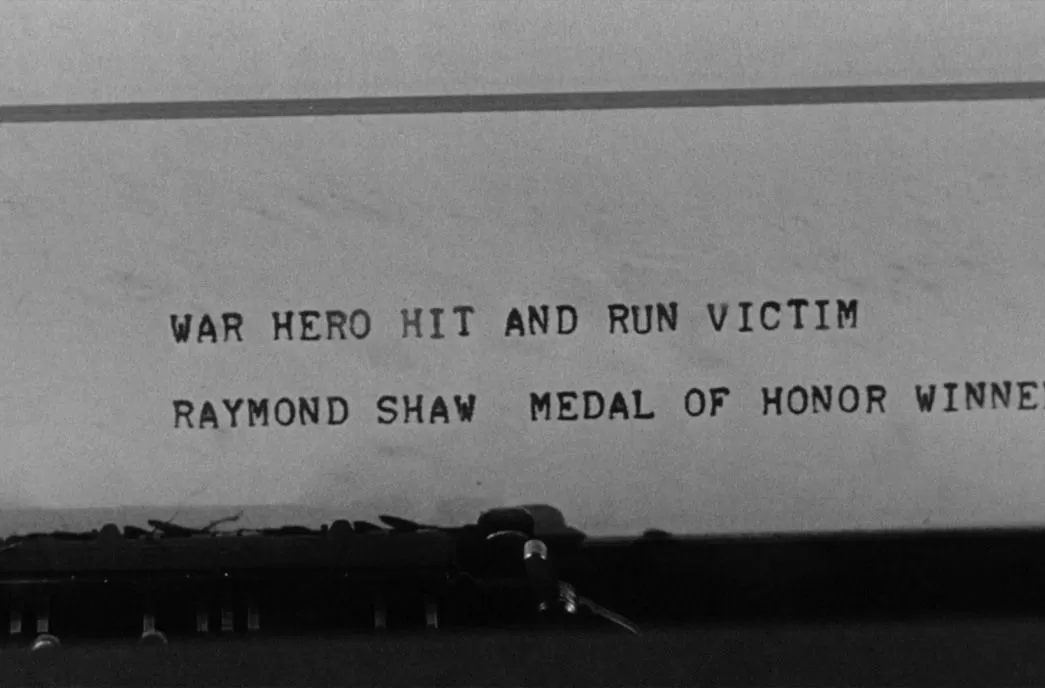 WAR HERO HIT AND RUN VICTIM
RAYMOND SHAW MEDAL OF HONOR WINNE